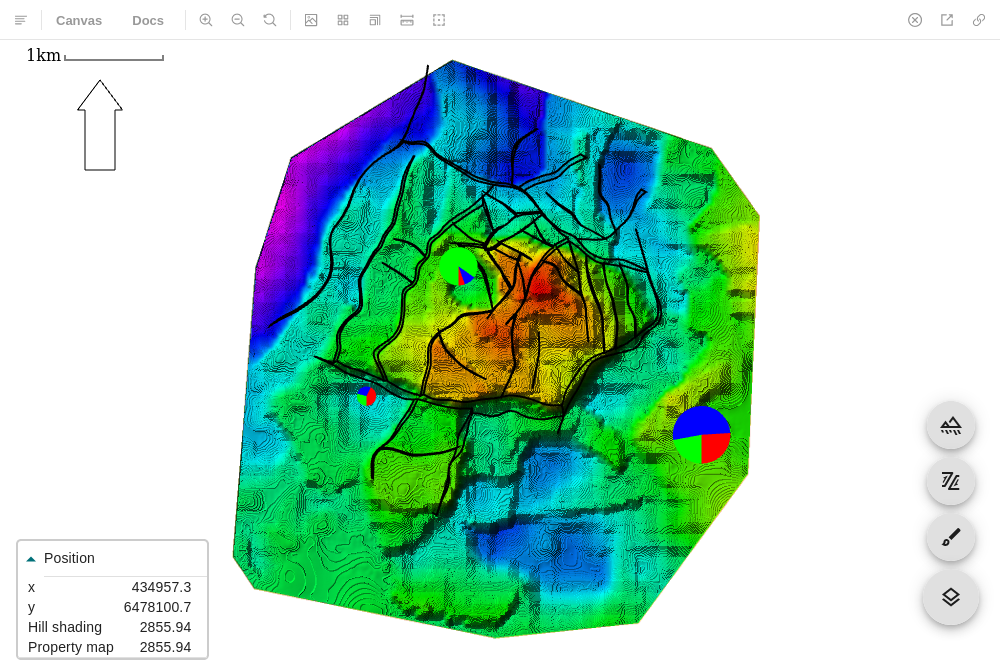 Canvas Docs
1km
Position
x 434957.3
y 6478100.7
Hill shading 2855.94
Property map 2855.94